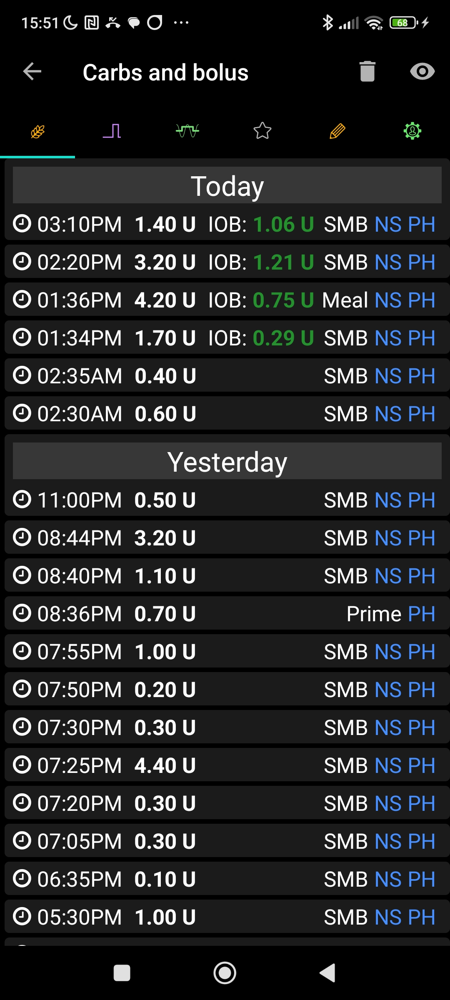 15:51 68
Carbs and bolus
Today
03:10PM 1.40 U IOB: 1.06 U SMB NS PH
02:20PM 3.20 U IOB: 1.21 U SMB NS PH
01:36PM 4.20 U IOB: 0.75 U Meal NS PH
01:34PM 1.70 U IOB: 0.29 U SMB NS PH
02:35AM 0.40 U SMB NS PH
02:30AM 0.60 U SMB NS PH
Yesterday
11:00PM 0.50 U SMB NS PH
08:44PM 3.20 U SMB NS PH
08:40PM 1.10 U SMB NS PH
08:36PM 0.70 U Prime PH
07:55PM 1.00 U SMB NS PH
07:50PM 0.20 U SMB NS PH
07:30PM 0.30 U SMB NS PH
07:25PM 4.40 U SMB NS PH
07:20PM 0.30 U SMB NS PH
07:05PM 0.30 U SMB NS PH
06:35PM 0.10 U SMB NS PH
05:30PM 1.00 U SMB NS PH